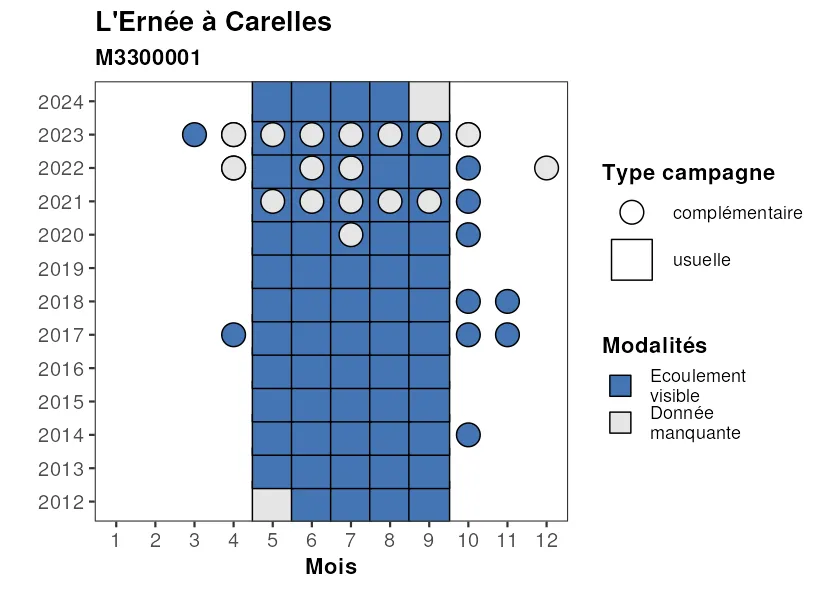 L'Ernée à Carelles
M3300001
2024
2023
2022
2021
2020
2019
2018
2017
2016
2015
2014
2013
2012
1 2 3 4 5 6 7 8 9 10 11 12
Mois
Type campagne
complémentaire
usuelle
Modalités
Ecoulement
visible
Donnée
manquante